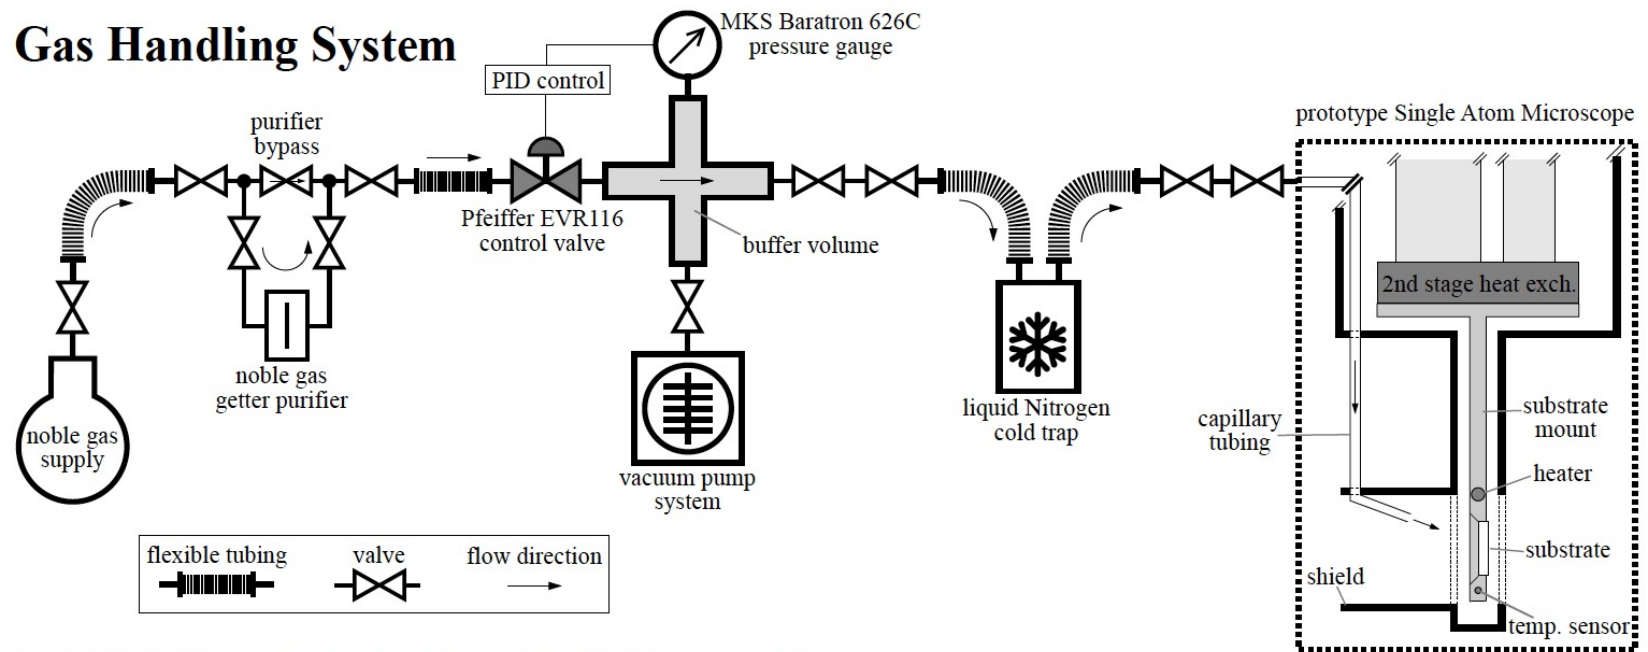 Gas Handling System
MKS Baratron 626C
pressure gauge
PID control
purifier
bypass
prototype Single Atom Microscope
Pfeiffer EVR116
control valve
buffer volume
2nd stage heat exch.
noble gas
getter purifier
noble gas
supply
vacuum pump
system
liquid Nitrogen
cold trap
capillary
tubing
substrate
mount
heater
substrate
shield
temp. sensor
flexible tubing
valve
flow direction